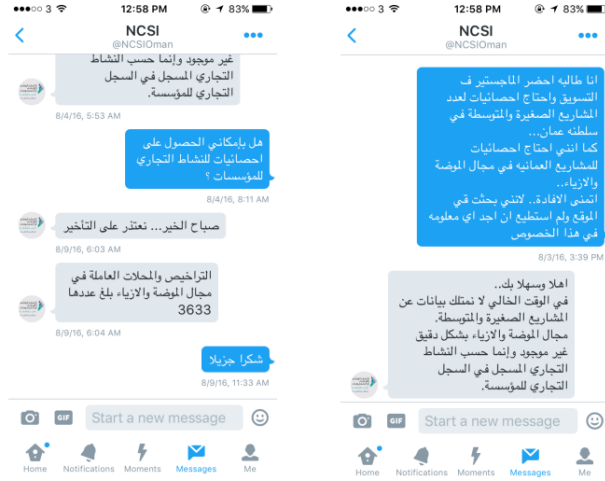 3 12:58 PM 83%
NCSI
@NCSIOman
غير موجود وإنما حسب النشاط
التجاري المسجل في السجل
التجاري للمؤسسة.
8/4/16, 5:53 AM
هل بإمكاني الحصول على
احصائيات للنشاط التجاري
للمؤسسات ؟
8/4/16, 8:11 AM
صباح الخير... نعتذر على التأخير
8/9/16, 6:03 AM
التراخيص والمحلات العاملة في
مجال الموضة والازياء بلغ عددها
3633
8/9/16, 6:04 AM
شكرا جزيلا
8/9/16, 11:33 AM
GIF Start a new message
Home Notifications Moments Messages Me
3 12:58 PM 83%
NCSI
@NCSIOman
انا طالبه احضر الماجستير ف
التسويق واحتاج احصائيات لعدد
المشاريع الصغيرة والمتوسطة في
سلطنه عمان...
كما انني احتاج احصائيات
للمشاريع العمانيه في مجال الموضة
والازياء..
اتمنى الافادة.. لانني بحثت قي
الموقع ولم استطيع ان اجد اي معلومه
في هذا الخصوص
8/3/16, 3:39 PM
اهلا وسهلا بك..
في الوقت الخالي لا نمتلك بيانات عن
المشاريع الصغيرة والمتوسطة.
مجال الموضة والازياء بشكل دقيق
غير موجود وإنما حسب النشاط
التجاري المسجل في السجل
التجاري للمؤسسة.
GIF Start a new message
Home Notifications Moments Messages Me